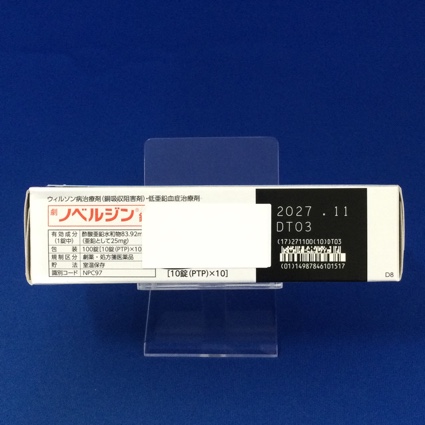 ウィルソン病治療剤(銅吸収阻害剤)・低亜鉛血症治療剤
劇 ノベルジン®
有効成分 酢酸亜鉛水和物83.92m
(1錠中) (亜鉛として25mg)
包 装 100錠[10錠(PTP)×10]
規制区分 劇薬・処方箋医薬品
貯 法 室温保存
識別コード NPC97
[10錠(PTP)×10]
2027.11
DT03
(17)271100(10)DT03
(01)14987846101517
D8